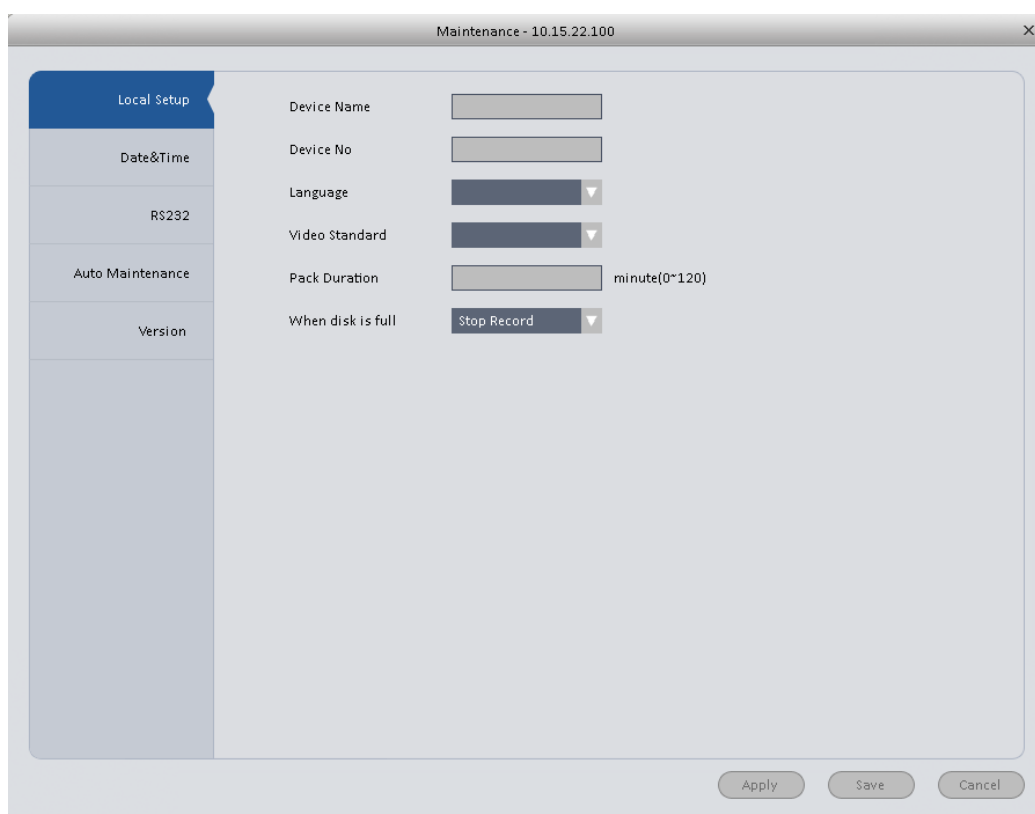 Maintenance - 10.15.22.100
Local Setup
Date&Time
RS232
Auto Maintenance
Version
Device Name
Device No
Language
Video Standard
Pack Duration minute(0~120)
When disk is full Stop Record
Apply Save Cancel